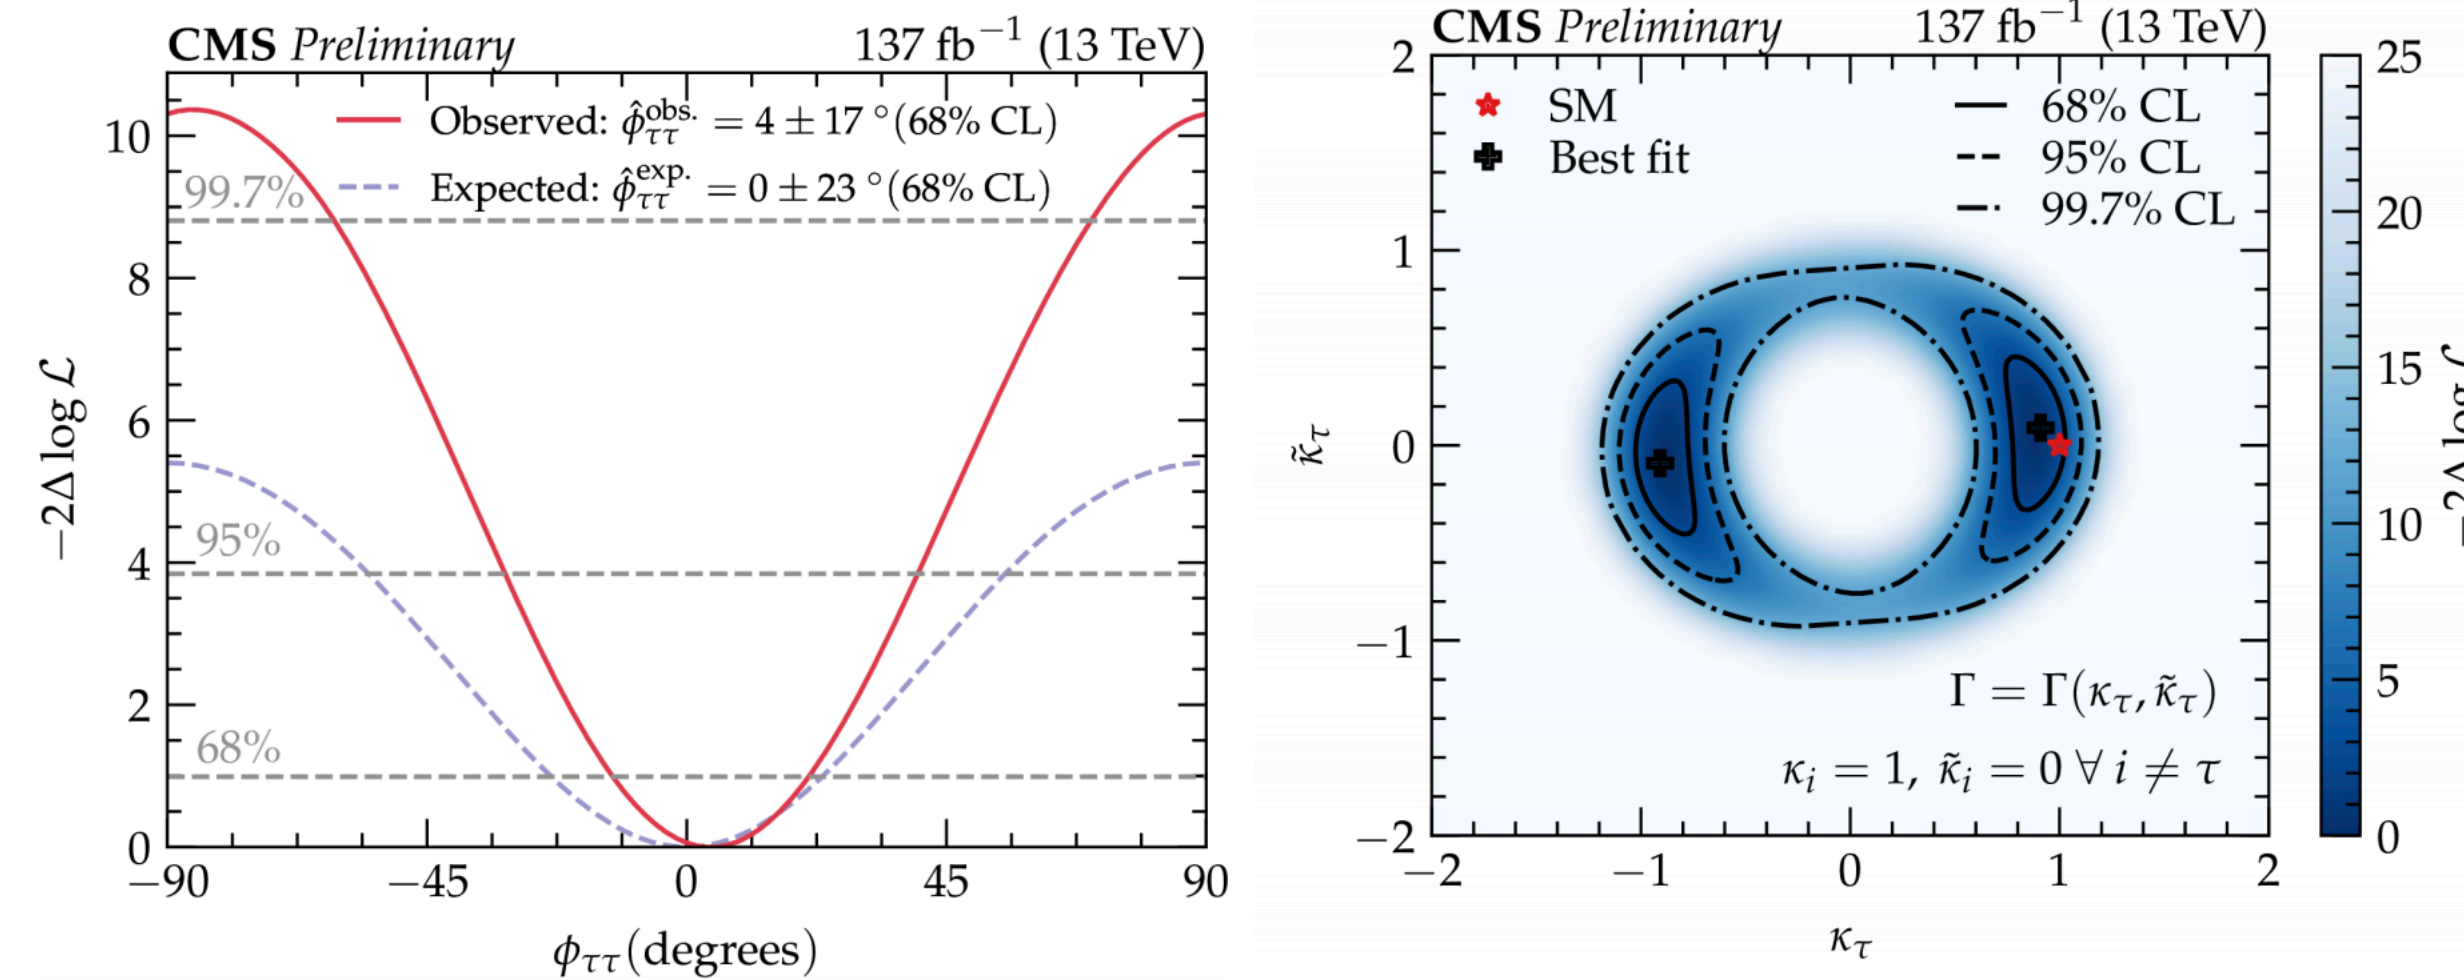 CMS Preliminary 137 fb⁻¹ (13 TeV)
Observed: φ̂ττ^obs. = 4 ± 17 °(68% CL)
Expected: φ̂ττ^exp. = 0 ± 23 °(68% CL)
99.7%
95%
68%
10
8
6
4
2
0
−2Δ log ℒ
−90 −45 0 45 90
φττ(degrees)
CMS Preliminary 137 fb⁻¹ (13 TeV)
SM
Best fit
68% CL
95% CL
99.7% CL
2
1
0
−1
−2
κ̃τ
Γ = Γ(κτ, κ̃τ)
κi = 1, κ̃i = 0 ∀ i ≠ τ
−2 −1 0 1 2
κτ
25
20
15
10
5
0
−2Δ log ℒ